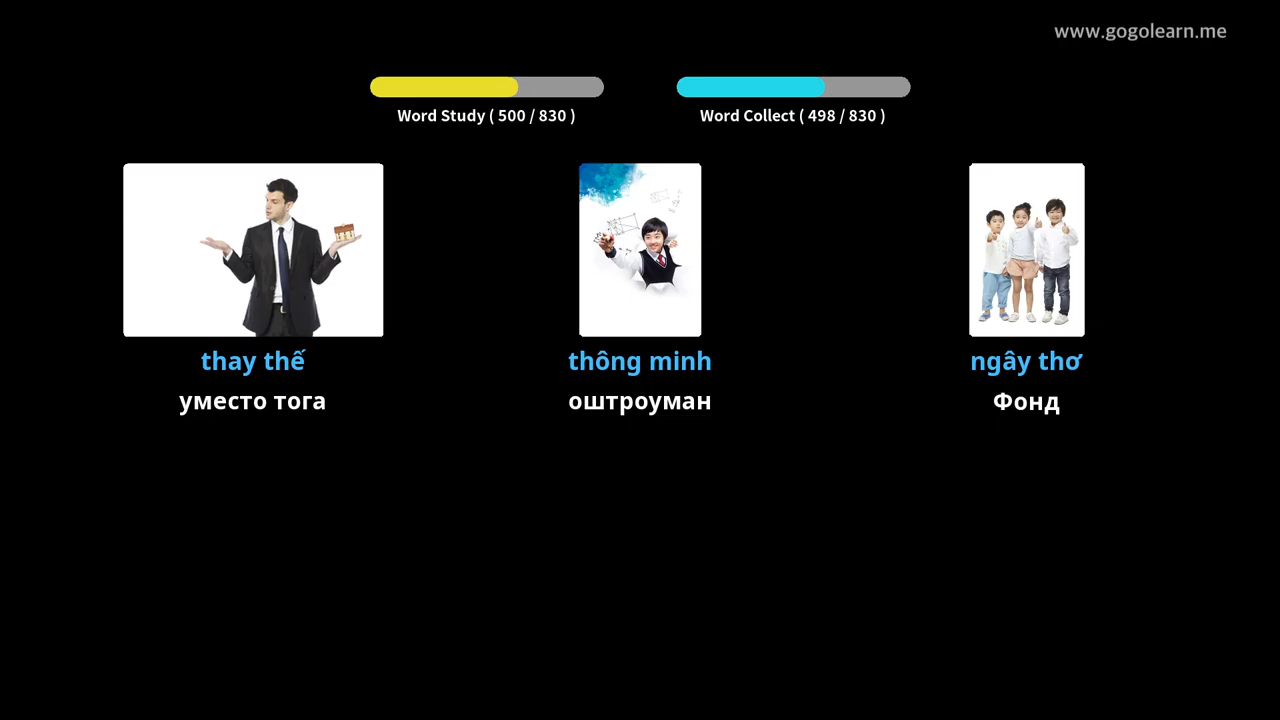 www.gogolearn.me
Word Study ( 500 / 830 )
Word Collect ( 498 / 830 )
thay thế
thông minh
ngây thơ
уместо тога
оштроуман
Фонд